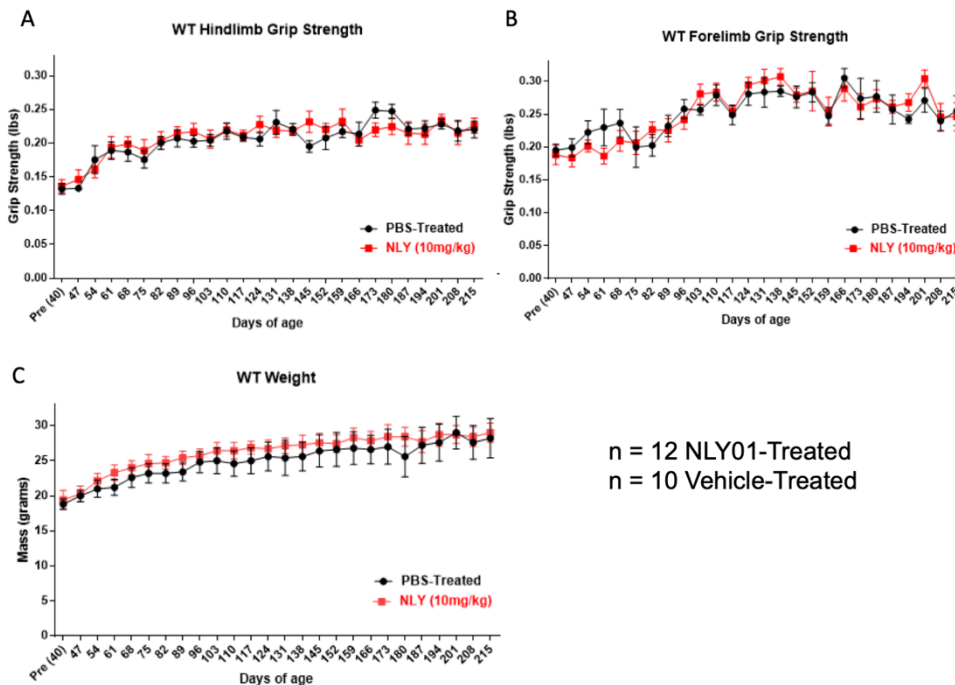 A
WT Hindlimb Grip Strength
Grip Strength (lbs)
0.30
0.25
0.20
0.15
0.10
0.05
0.00
PBS-Treated
NLY (10mg/kg)
Pre (40) 47 54 61 68 75 82 89 96 103 110 117 124 131 138 145 152 159 166 173 180 187 194 201 208 215
Days of age
B
WT Forelimb Grip Strength
Grip Strength (lbs)
0.30
0.25
0.20
0.15
0.10
0.05
0.00
PBS-Treated
NLY (10mg/kg)
Pre (40) 47 54 61 68 75 82 89 96 103 110 117 124 131 138 145 152 159 166 173 180 187 194 201 208 215
Days of age
C
WT Weight
Mass (grams)
30
25
20
15
10
5
0
PBS-Treated
NLY (10mg/kg)
Pre (40) 47 54 61 68 75 82 89 96 103 110 117 124 131 138 145 152 159 166 173 180 187 194 201 208 215
Days of age
n = 12 NLY01-Treated
n = 10 Vehicle-Treated